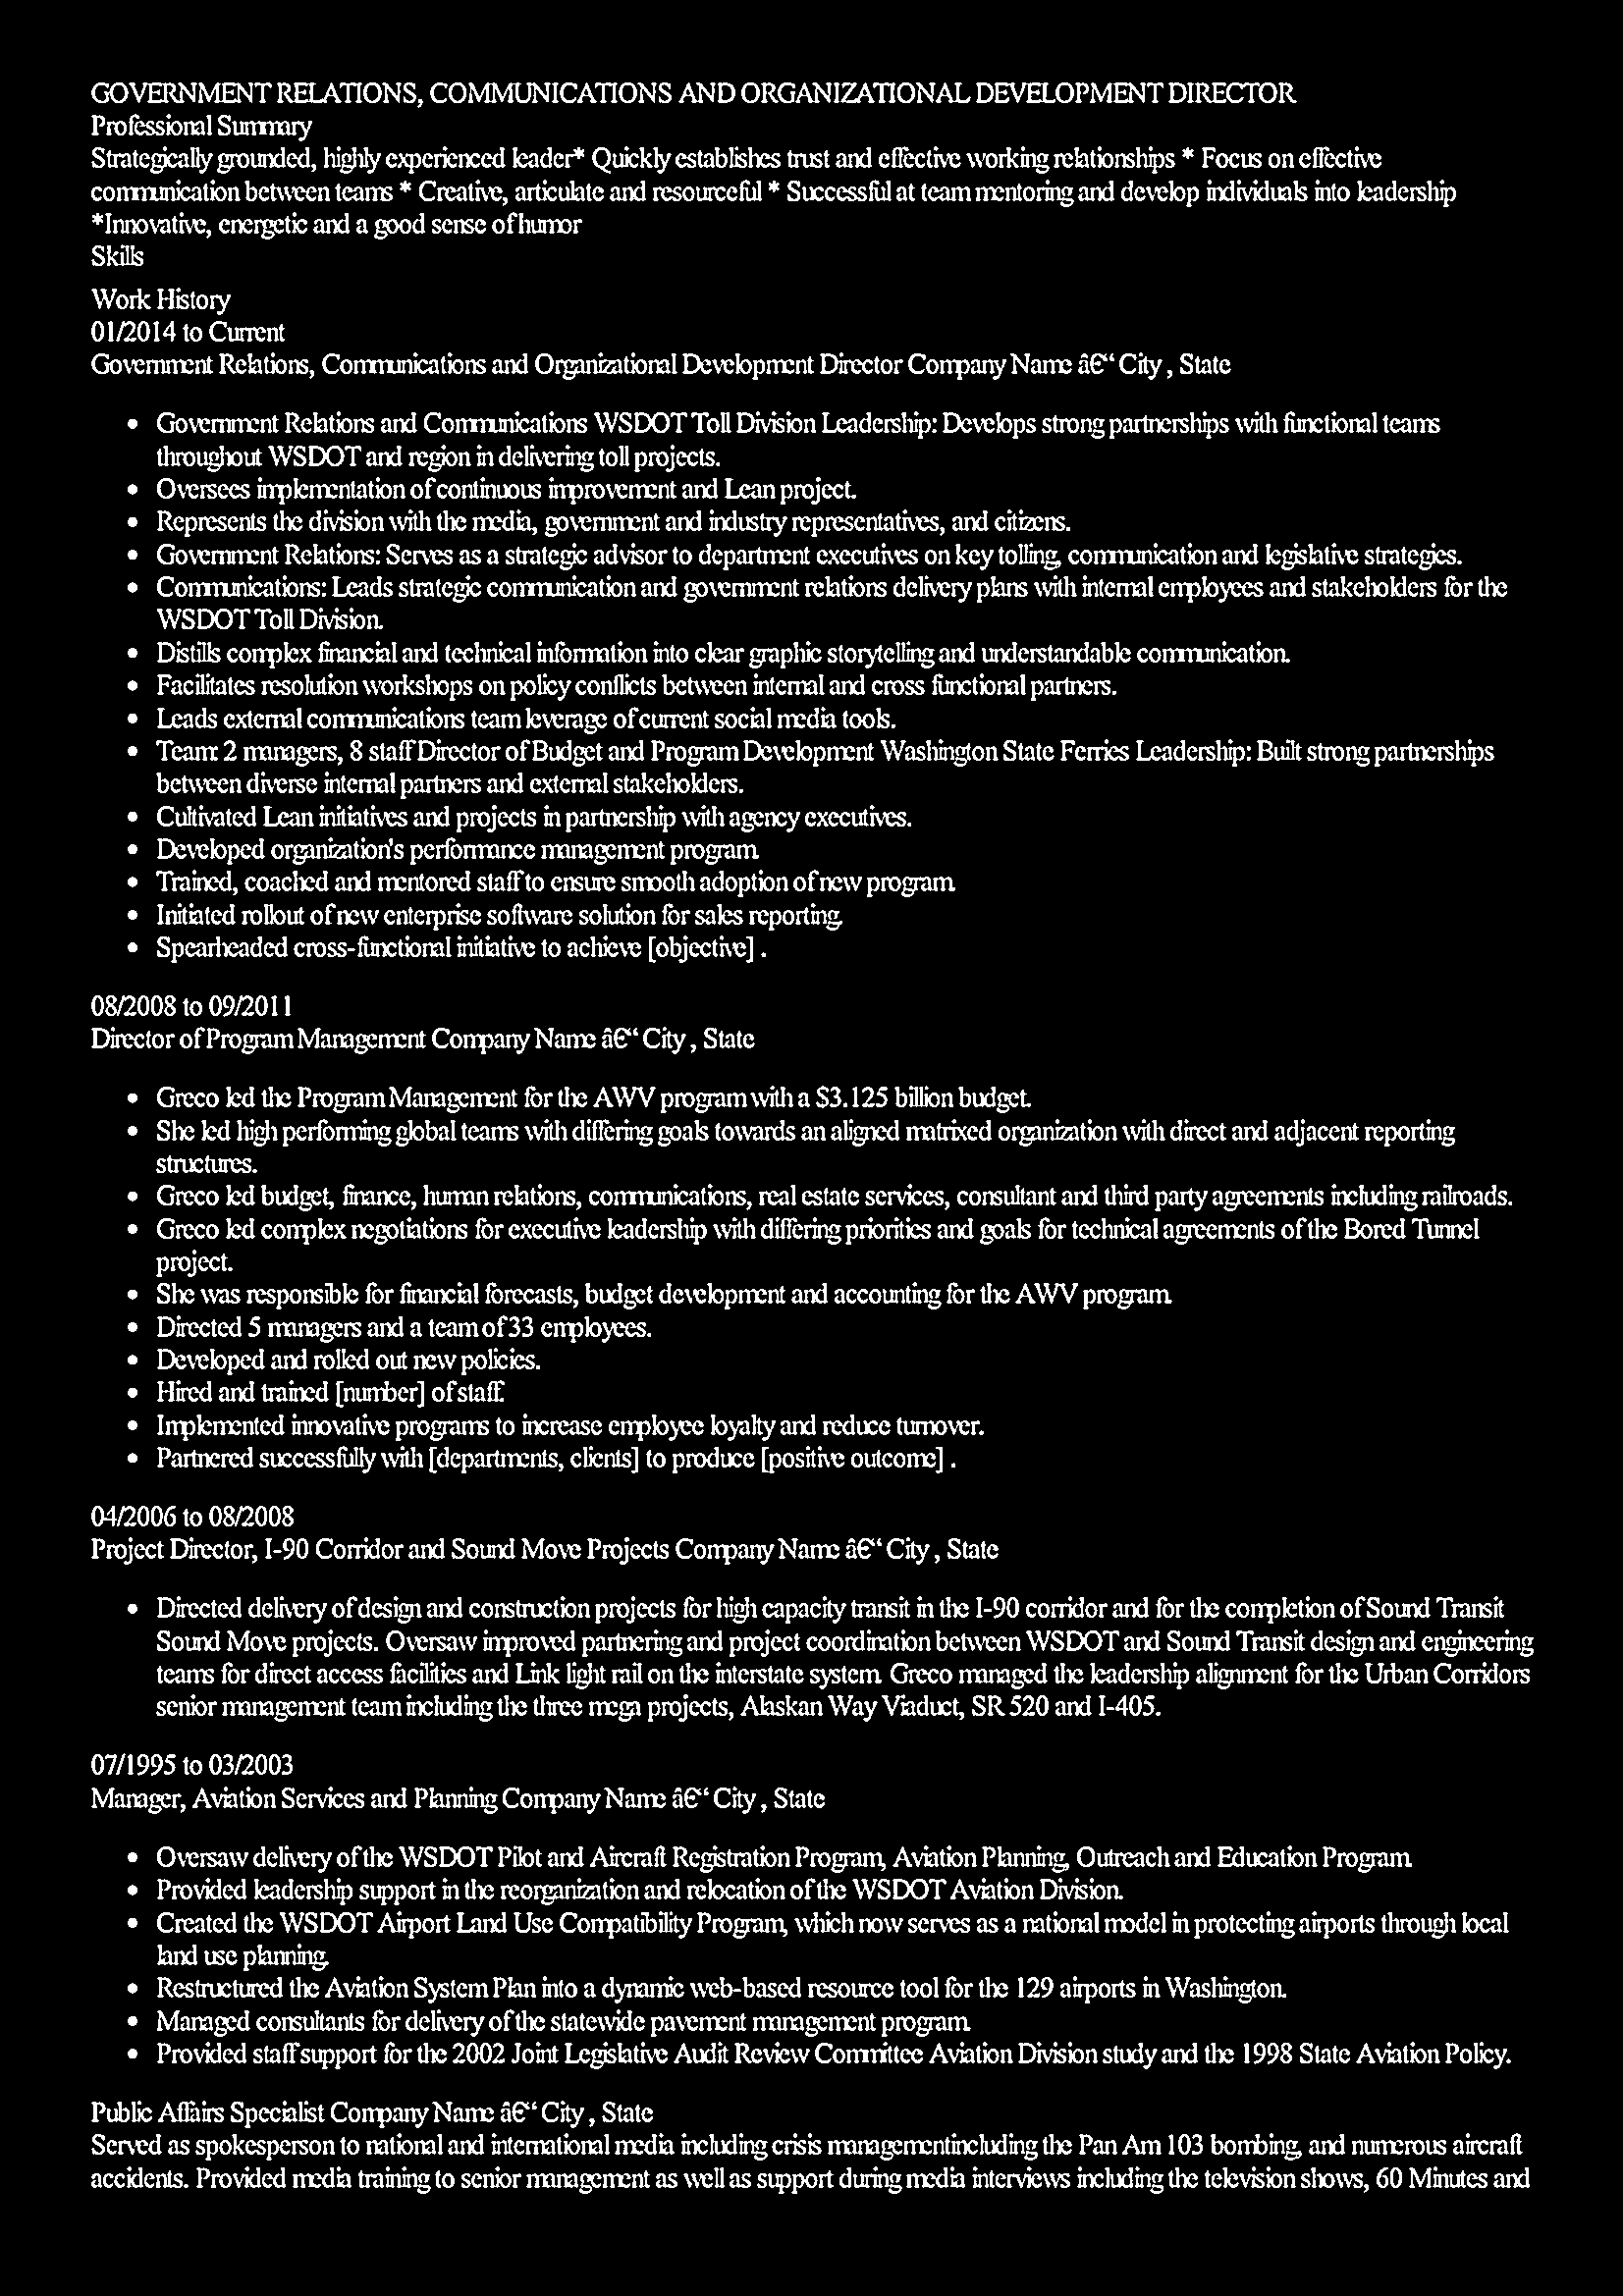 GOVERNMENT RELATIONS, COMMUNICATIONS AND ORGANIZATIONAL DEVELOPMENT DIRECTOR
Professional Summary
Strategically grounded, highly experienced leader* Quickly establishes trust and effective working relationships * Focus on effective
communication between teams * Creative, articulate and resourceful * Successful at team mentoring and develop individuals into leadership
*Innovative, energetic and a good sense of humor
Skills
Work History
01/2014 to Current
Government Relations, Communications and Organizational Development Director Company Name â€“ City , State
• Government Relations and Communications WSDOT Toll Division Leadership: Develops strong partnerships with functional teams
throughout WSDOT and region in delivering toll projects.
• Oversees implementation of continuous improvement and Lean project.
• Represents the division with the media, government and industry representatives, and citizens.
• Government Relations: Serves as a strategic advisor to department executives on key tolling, communication and legislative strategies.
• Communications: Leads strategic communication and government relations delivery plans with internal employees and stakeholders for the
WSDOT Toll Division.
• Distills complex financial and technical information into clear graphic storytelling and understandable communication.
• Facilitates resolution workshops on policy conflicts between internal and cross functional partners.
• Leads external communications team leverage of current social media tools.
• Team: 2 managers, 8 staff Director of Budget and Program Development Washington State Ferries Leadership: Built strong partnerships
between diverse internal partners and external stakeholders.
• Cultivated Lean initiatives and projects in partnership with agency executives.
• Developed organization's performance management program.
• Trained, coached and mentored staff to ensure smooth adoption of new program.
• Initiated rollout of new enterprise software solution for sales reporting.
• Spearheaded cross-functional initiative to achieve [objective] .
08/2008 to 09/2011
Director of Program Management Company Name â€“ City , State
• Greco led the Program Management for the AWV program with a $3.125 billion budget.
• She led high performing global teams with differing goals towards an aligned matrixed organization with direct and adjacent reporting
structures.
• Greco led budget, finance, human relations, communications, real estate services, consultant and third party agreements including railroads.
• Greco led complex negotiations for executive leadership with differing priorities and goals for technical agreements of the Bored Tunnel
project.
• She was responsible for financial forecasts, budget development and accounting for the AWV program.
• Directed 5 managers and a team of 33 employees.
• Developed and rolled out new policies.
• Hired and trained [number] of staff.
• Implemented innovative programs to increase employee loyalty and reduce turnover.
• Partnered successfully with [departments, clients] to produce [positive outcome] .
04/2006 to 08/2008
Project Director, I-90 Corridor and Sound Move Projects Company Name â€“ City , State
• Directed delivery of design and construction projects for high capacity transit in the I-90 corridor and for the completion of Sound Transit
Sound Move projects. Oversaw improved partnering and project coordination between WSDOT and Sound Transit design and engineering
teams for direct access facilities and Link light rail on the interstate system. Greco managed the leadership alignment for the Urban Corridors
senior management team including the three mega projects, Alaskan Way Viaduct, SR 520 and I-405.
07/1995 to 03/2003
Manager, Aviation Services and Planning Company Name â€“ City , State
• Oversaw delivery of the WSDOT Pilot and Aircraft Registration Program, Aviation Planning, Outreach and Education Program.
• Provided leadership support in the reorganization and relocation of the WSDOT Aviation Division.
• Created the WSDOT Airport Land Use Compatibility Program, which now serves as a national model in protecting airports through local
land use planning.
• Restructured the Aviation System Plan into a dynamic web-based resource tool for the 129 airports in Washington.
• Managed consultants for delivery of the statewide pavement management program.
• Provided staff support for the 2002 Joint Legislative Audit Review Committee Aviation Division study and the 1998 State Aviation Policy.
Public Affairs Specialist Company Name â€“ City , State
Served as spokesperson to national and international media including crisis managementincluding the Pan Am 103 bombing, and numerous aircraft
accidents. Provided media training to senior management as well as support during media interviews including the television shows, 60 Minutes and